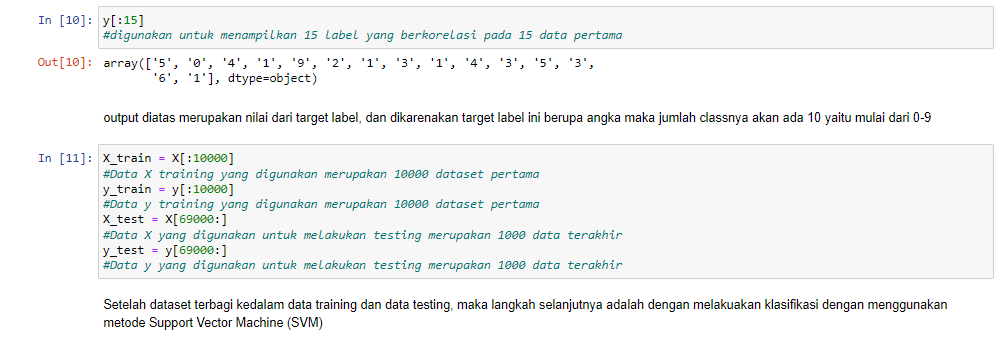 In [10]: y[:15]
#digunakan untuk menampilkan 15 label yang berkorelasi pada 15 data pertama
Out[10]: array(['5', '0', '4', '1', '9', '2', '1', '3', '1', '4', '3', '5', '3',
'6', '1'], dtype=object)
output diatas merupakan nilai dari target label, dan dikarenakan target label ini berupa angka maka jumlah classnya akan ada 10 yaitu mulai dari 0-9
In [11]: X_train = X[:10000]
#Data X training yang digunakan merupakan 10000 dataset pertama
y_train = y[:10000]
#Data y training yang digunakan merupakan 10000 dataset pertama
X_test = X[69000:]
#Data X yang digunakan untuk melakukan testing merupakan 1000 data terakhir
y_test = y[69000:]
#Data y yang digunakan untuk melakukan testing merupakan 1000 data terakhir
Setelah dataset terbagi kedalam data training dan data testing, maka langkah selanjutnya adalah dengan melakuakan klasifikasi dengan menggunakan
metode Support Vector Machine (SVM)